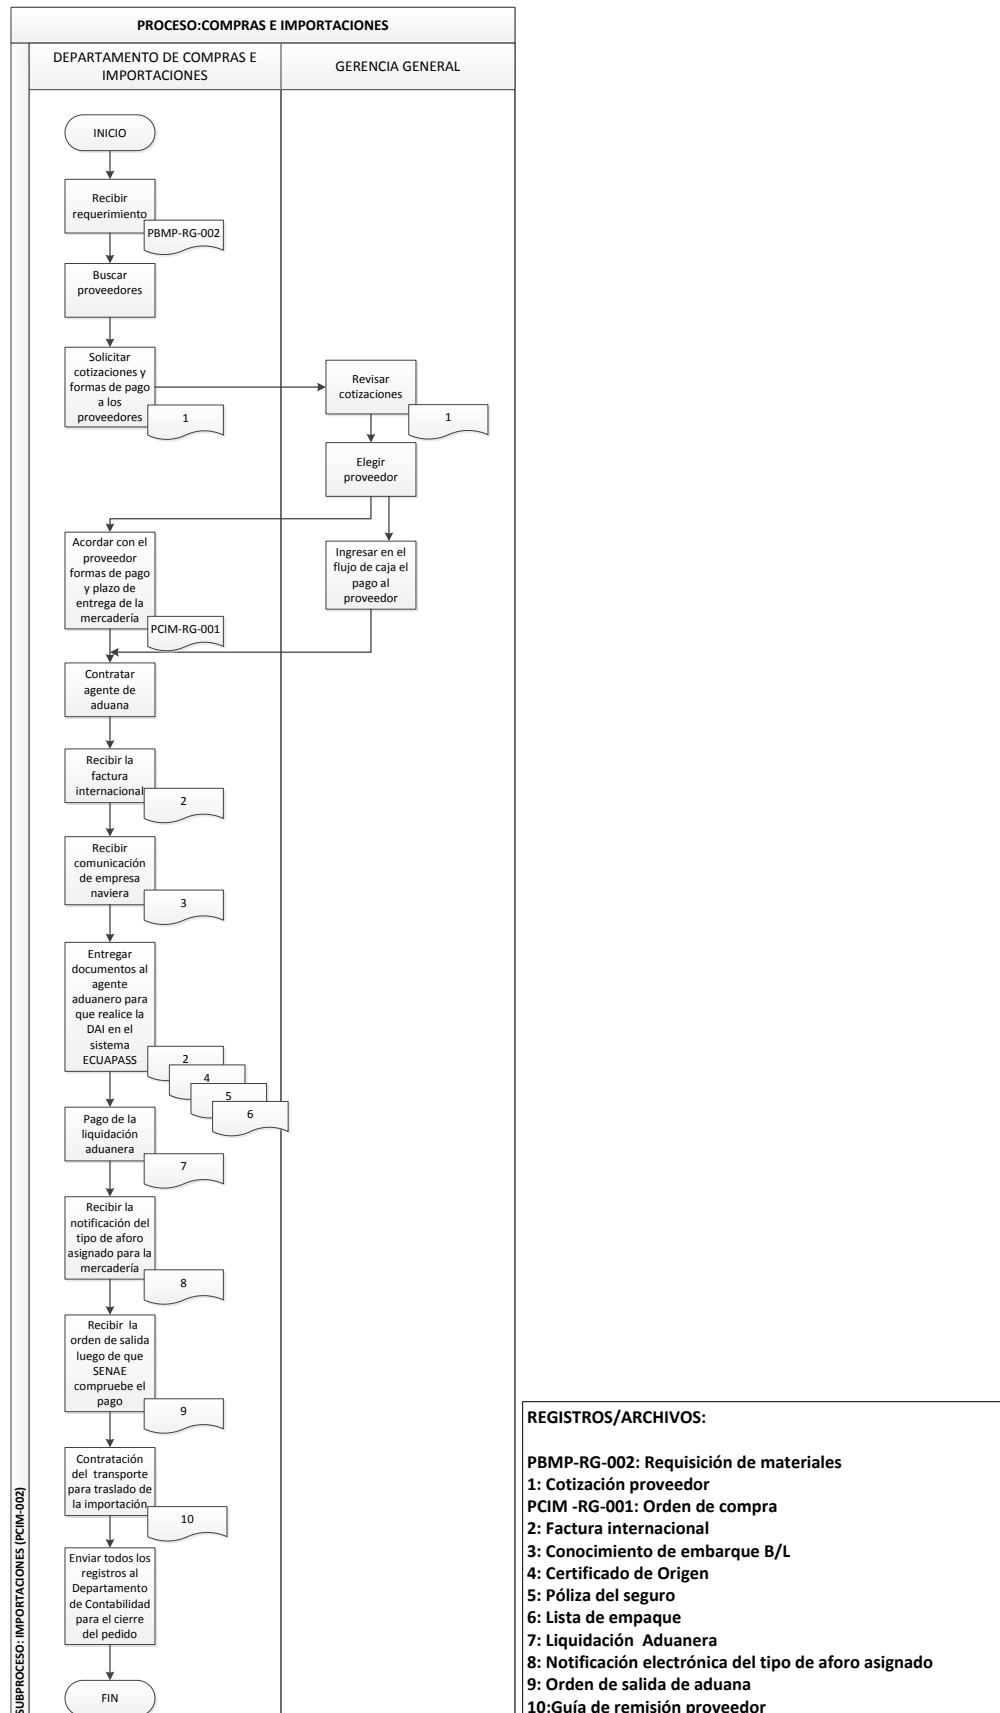 PROCESO:COMPRAS E IMPORTACIONES
DEPARTAMENTO DE COMPRAS E
IMPORTACIONES
GERENCIA GENERAL
INICIO
Recibir
requerimiento
PBMP-RG-002
Buscar
proveedores
Solicitar
cotizaciones y
formas de pago
a los
proveedores
1
Revisar
cotizaciones
1
Elegir
proveedor
Acordar con el
proveedor
formas de pago
y plazo de
entrega de la
mercadería
PCIM-RG-001
Ingresar en el
flujo de caja el
pago al
proveedor
Contratar
agente de
aduana
Recibir la
factura
internacional
2
Recibir
comunicación
de empresa
naviera
3
Entregar
documentos al
agente
aduanero para
que realice la
DAI en el
sistema
ECUAPASS
2
4
5
6
Pago de la
liquidación
aduanera
7
Recibir la
notificación del
tipo de aforo
asignado para la
mercadería
8
Recibir la
orden de salida
luego de que
SENAE
compruebe el
pago
9
Contratación
del transporte
para traslado de
la importación
10
Enviar todos los
registros al
Departamento
de Contabilidad
para el cierre
del pedido
FIN
SUBPROCESO: IMPORTACIONES (PCIM-002)
REGISTROS/ARCHIVOS:
PBMP-RG-002: Requisición de materiales
1: Cotización proveedor
PCIM -RG-001: Orden de compra
2: Factura internacional
3: Conocimiento de embarque B/L
4: Certificado de Origen
5: Póliza del seguro
6: Lista de empaque
7: Liquidación Aduanera
8: Notificación electrónica del tipo de aforo asignado
9: Orden de salida de aduana
10:Guía de remisión proveedor